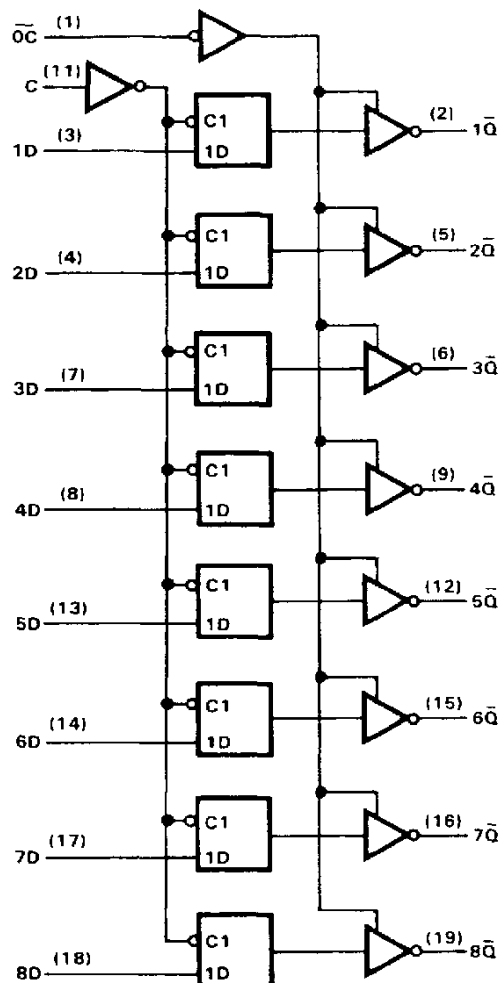 O̅C̅ (1)
C (11)
C1 (2) 1Q̅
1D (3) 1D
C1 (5) 2Q̅
2D (4) 1D
C1 (6) 3Q̅
3D (7) 1D
C1 (9) 4Q̅
4D (8) 1D
C1 (12) 5Q̅
5D (13) 1D
C1 (15) 6Q̅
6D (14) 1D
C1 (16) 7Q̅
7D (17) 1D
C1 (19) 8Q̅
8D (18) 1D